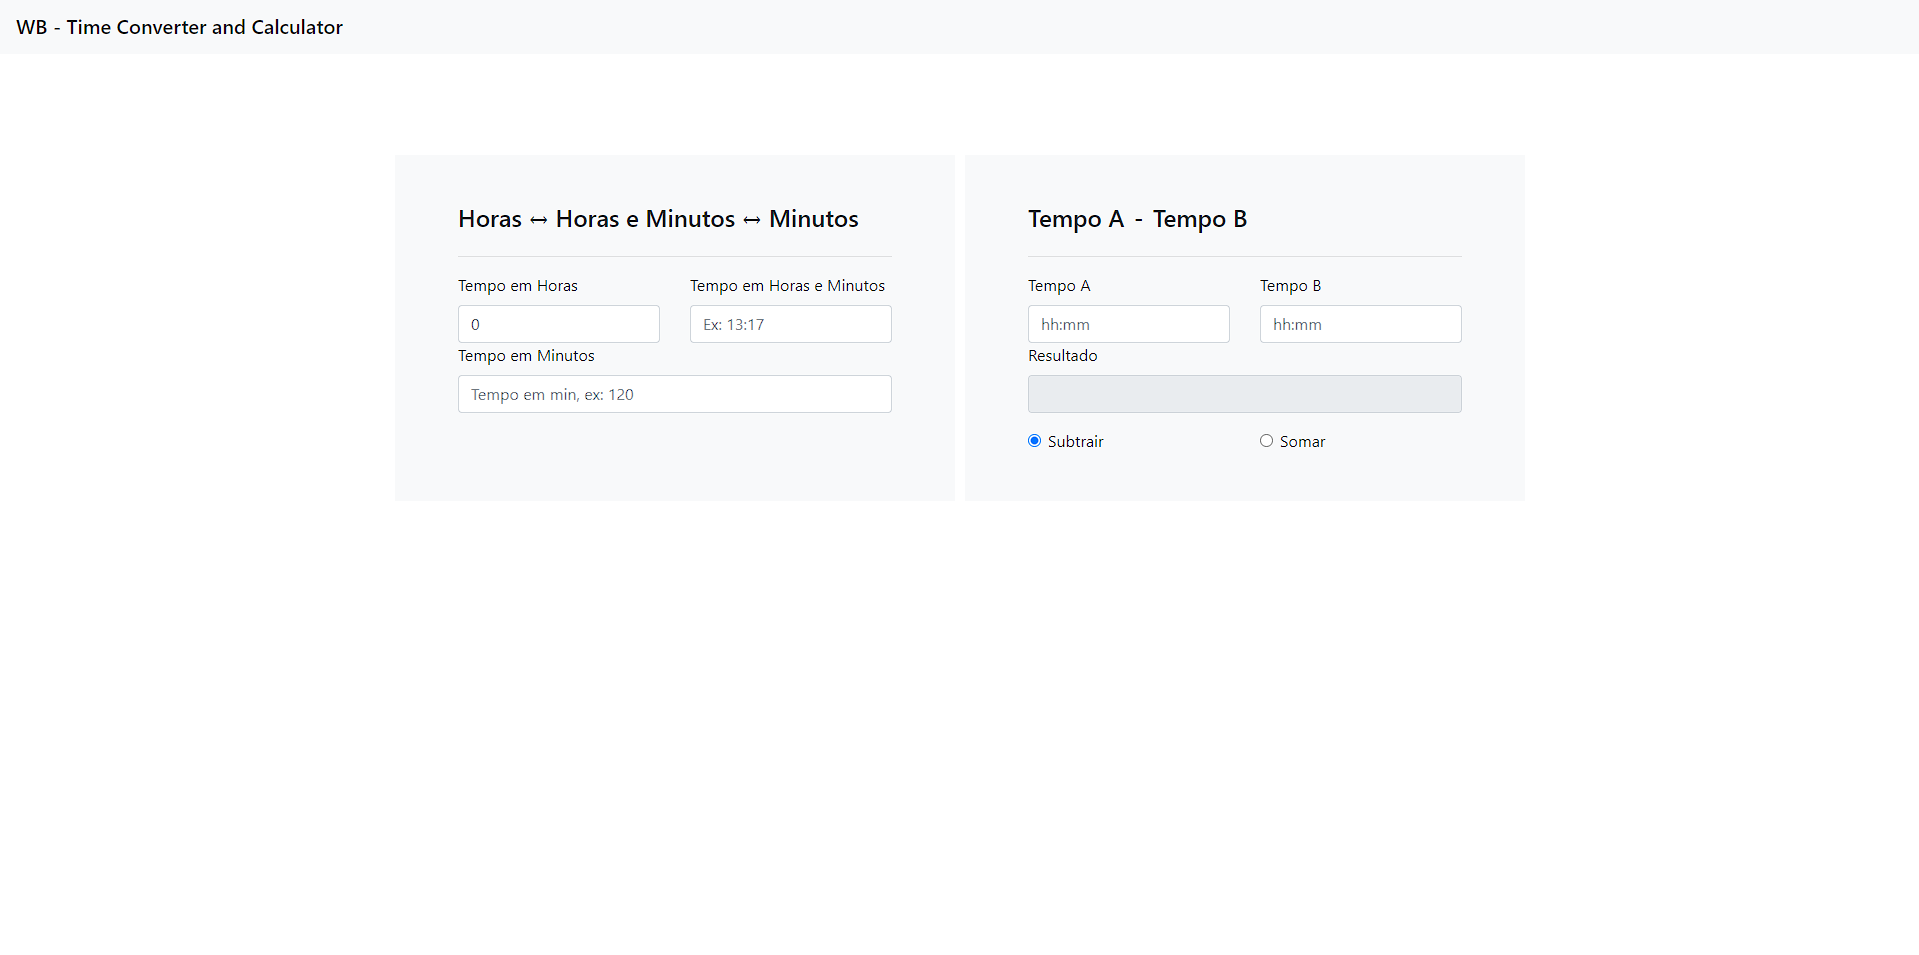 WB - Time Converter and Calculator
Horas ↔ Horas e Minutos ↔ Minutos
Tempo em Horas
Tempo em Horas e Minutos
0
Ex: 13:17
Tempo em Minutos
Tempo em min, ex: 120
Tempo A - Tempo B
Tempo A
Tempo B
hh:mm
hh:mm
Resultado
Subtrair
Somar